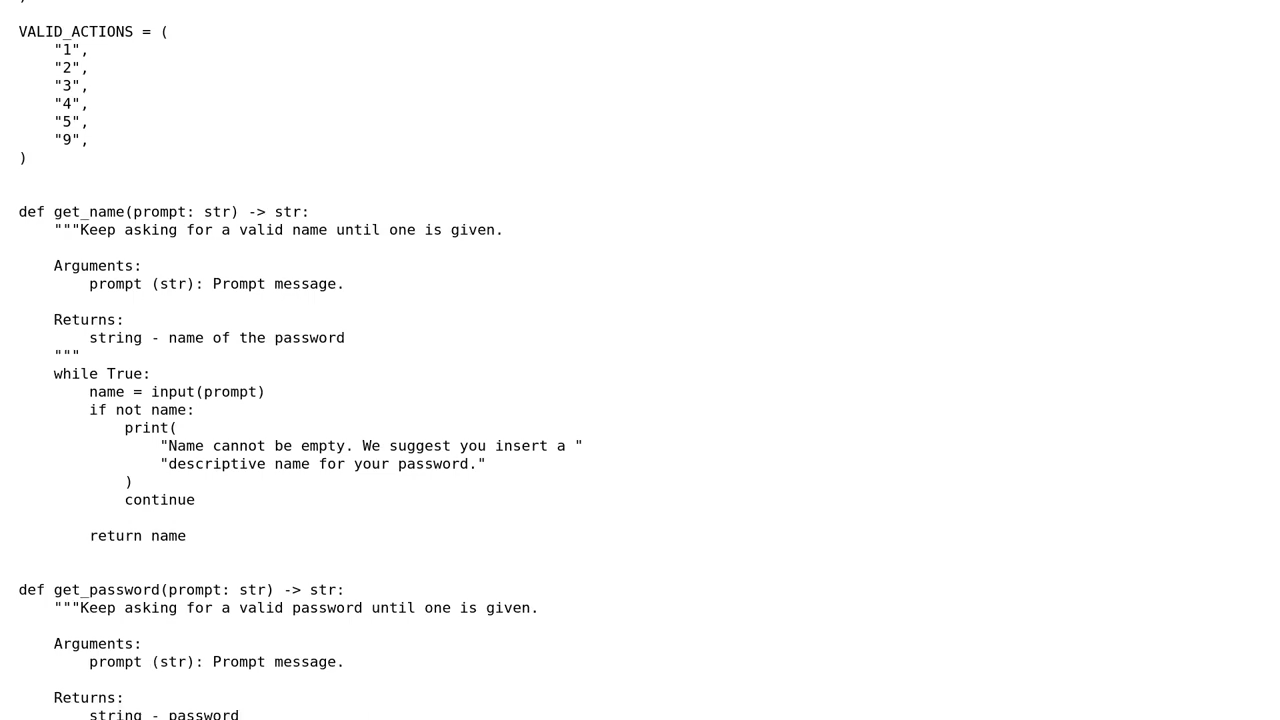 )

VALID_ACTIONS = (
    "1",
    "2",
    "3",
    "4",
    "5",
    "9",
)


def get_name(prompt: str) -> str:
    """Keep asking for a valid name until one is given.

    Arguments:
        prompt (str): Prompt message.

    Returns:
        string - name of the password
    """
    while True:
        name = input(prompt)
        if not name:
            print(
                "Name cannot be empty. We suggest you insert a "
                "descriptive name for your password."
            )
            continue

        return name


def get_password(prompt: str) -> str:
    """Keep asking for a valid password until one is given.

    Arguments:
        prompt (str): Prompt message.

    Returns:
        string - password